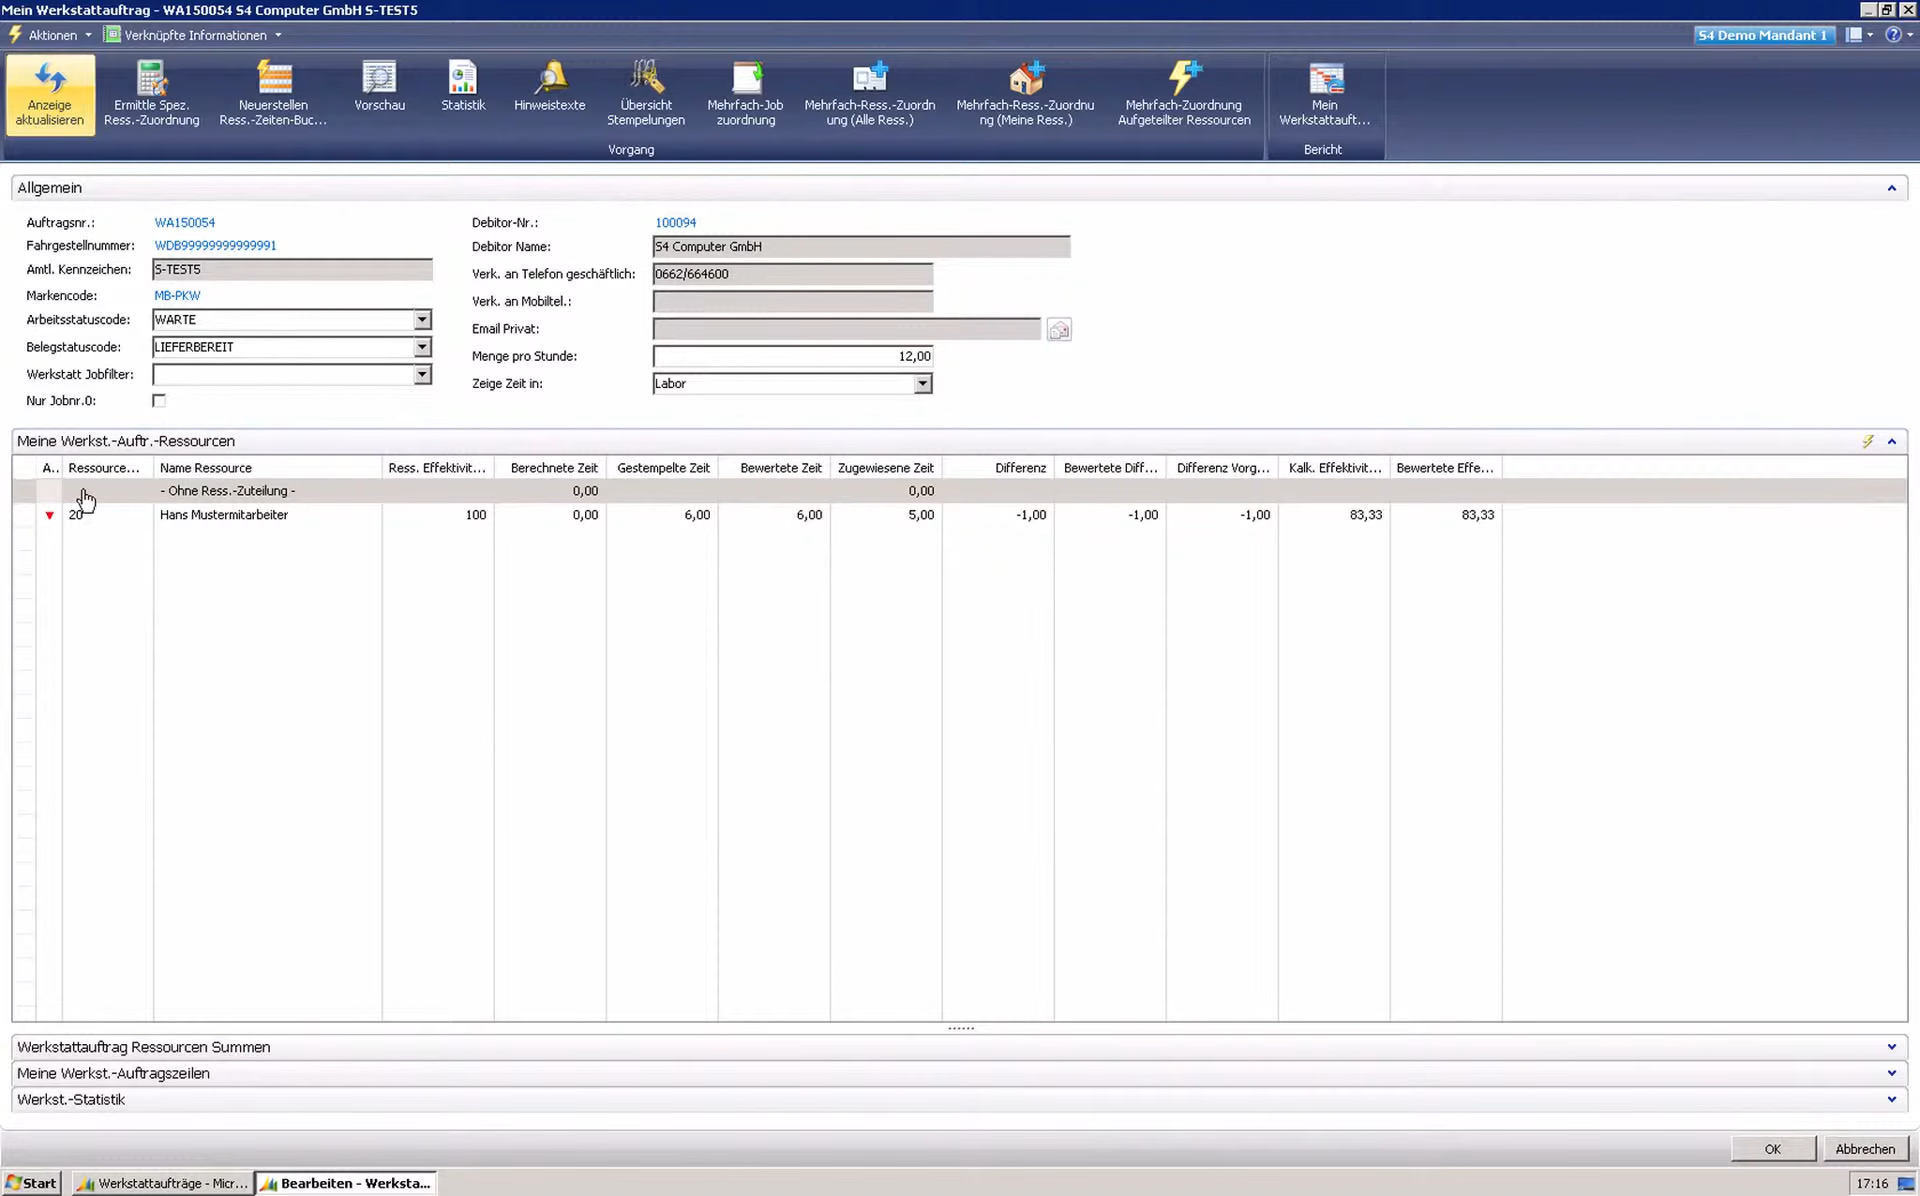 Mein Werkstattauftrag - WA150054 S4 Computer GmbH S-TEST5
Aktionen
Verknüpfte Informationen
S4 Demo Mandant 1
Anzeige aktualisieren
Ermittle Spez. Ress.-Zuordnung
Neuerstellen Ress.-Zeiten-Buc...
Vorschau
Statistik
Hinweistexte
Übersicht Stempelungen
Mehrfach-Job zuordnung
Mehrfach-Ress.-Zuordn ung (Alle Ress.)
Mehrfach-Ress.-Zuordnu ng (Meine Ress.)
Mehrfach-Zuordnung Aufgeteilter Ressourcen
Mein Werkstattauft...
Vorgang
Bericht
Allgemein
Auftragsnr.: WA150054
Fahrgestellnummer: WDB99999999999991
Amtl. Kennzeichen: S-TEST5
Markencode: MB-PKW
Arbeitsstatuscode: WARTE
Belegstatuscode: LIEFERBEREIT
Werkstatt Jobfilter:
Nur Jobnr.0:
Debitor-Nr.: 100094
Debitor Name: S4 Computer GmbH
Verk. an Telefon geschäftlich: 0662/664600
Verk. an Mobiltel.:
Email Privat:
Menge pro Stunde: 12,00
Zeige Zeit in: Labor
Meine Werkst.-Auftr.-Ressourcen
A.. Ressource... Name Ressource Ress. Effektivit... Berechnete Zeit Gestempelte Zeit Bewertete Zeit Zugewiesene Zeit Differenz Bewertete Diff... Differenz Vorg... Kalk. Effektivit... Bewertete Effe...
- Ohne Ress.-Zuteilung - 0,00 0,00
20 Hans Mustermitarbeiter 100 0,00 6,00 6,00 5,00 -1,00 -1,00 -1,00 83,33 83,33
Werkstattauftrag Ressourcen Summen
Meine Werkst.-Auftragszeilen
Werkst.-Statistik
OK
Abbrechen
Start
Werkstattaufträge - Micr...
Bearbeiten - Werksta...
17:16